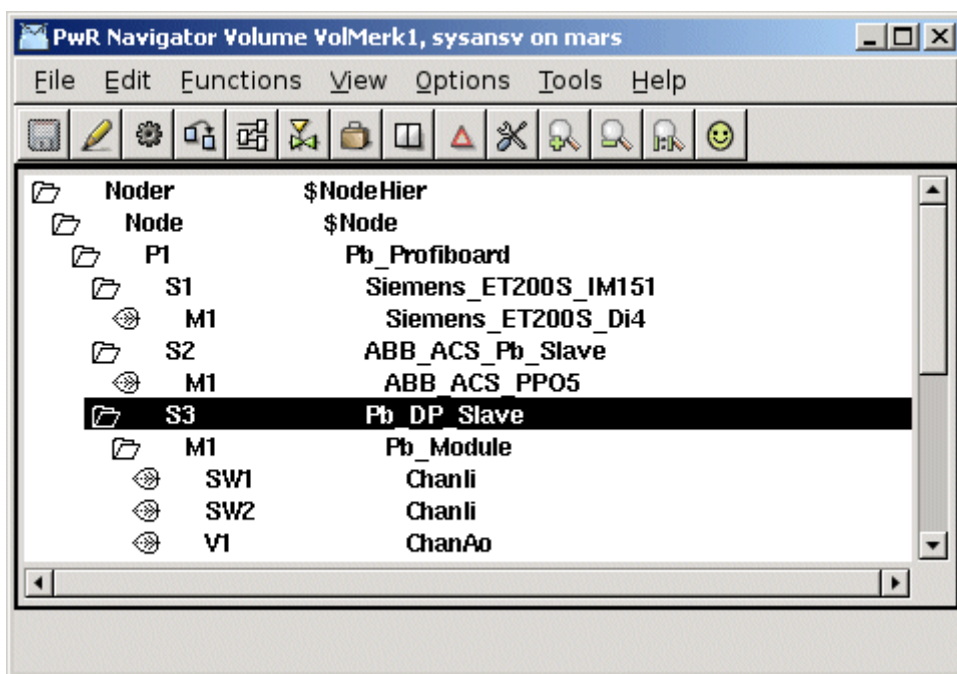 PwR Navigator Volume VolMerk1, sysansv on mars
File Edit Functions View Options Tools Help
Noder $NodeHier
Node $Node
P1 Pb_Profiboard
S1 Siemens_ET200S_IM151
M1 Siemens_ET200S_Di4
S2 ABB_ACS_Pb_Slave
M1 ABB_ACS_PPO5
S3 Pb_DP_Slave
M1 Pb_Module
SW1 ChanIi
SW2 ChanIi
V1 ChanAo